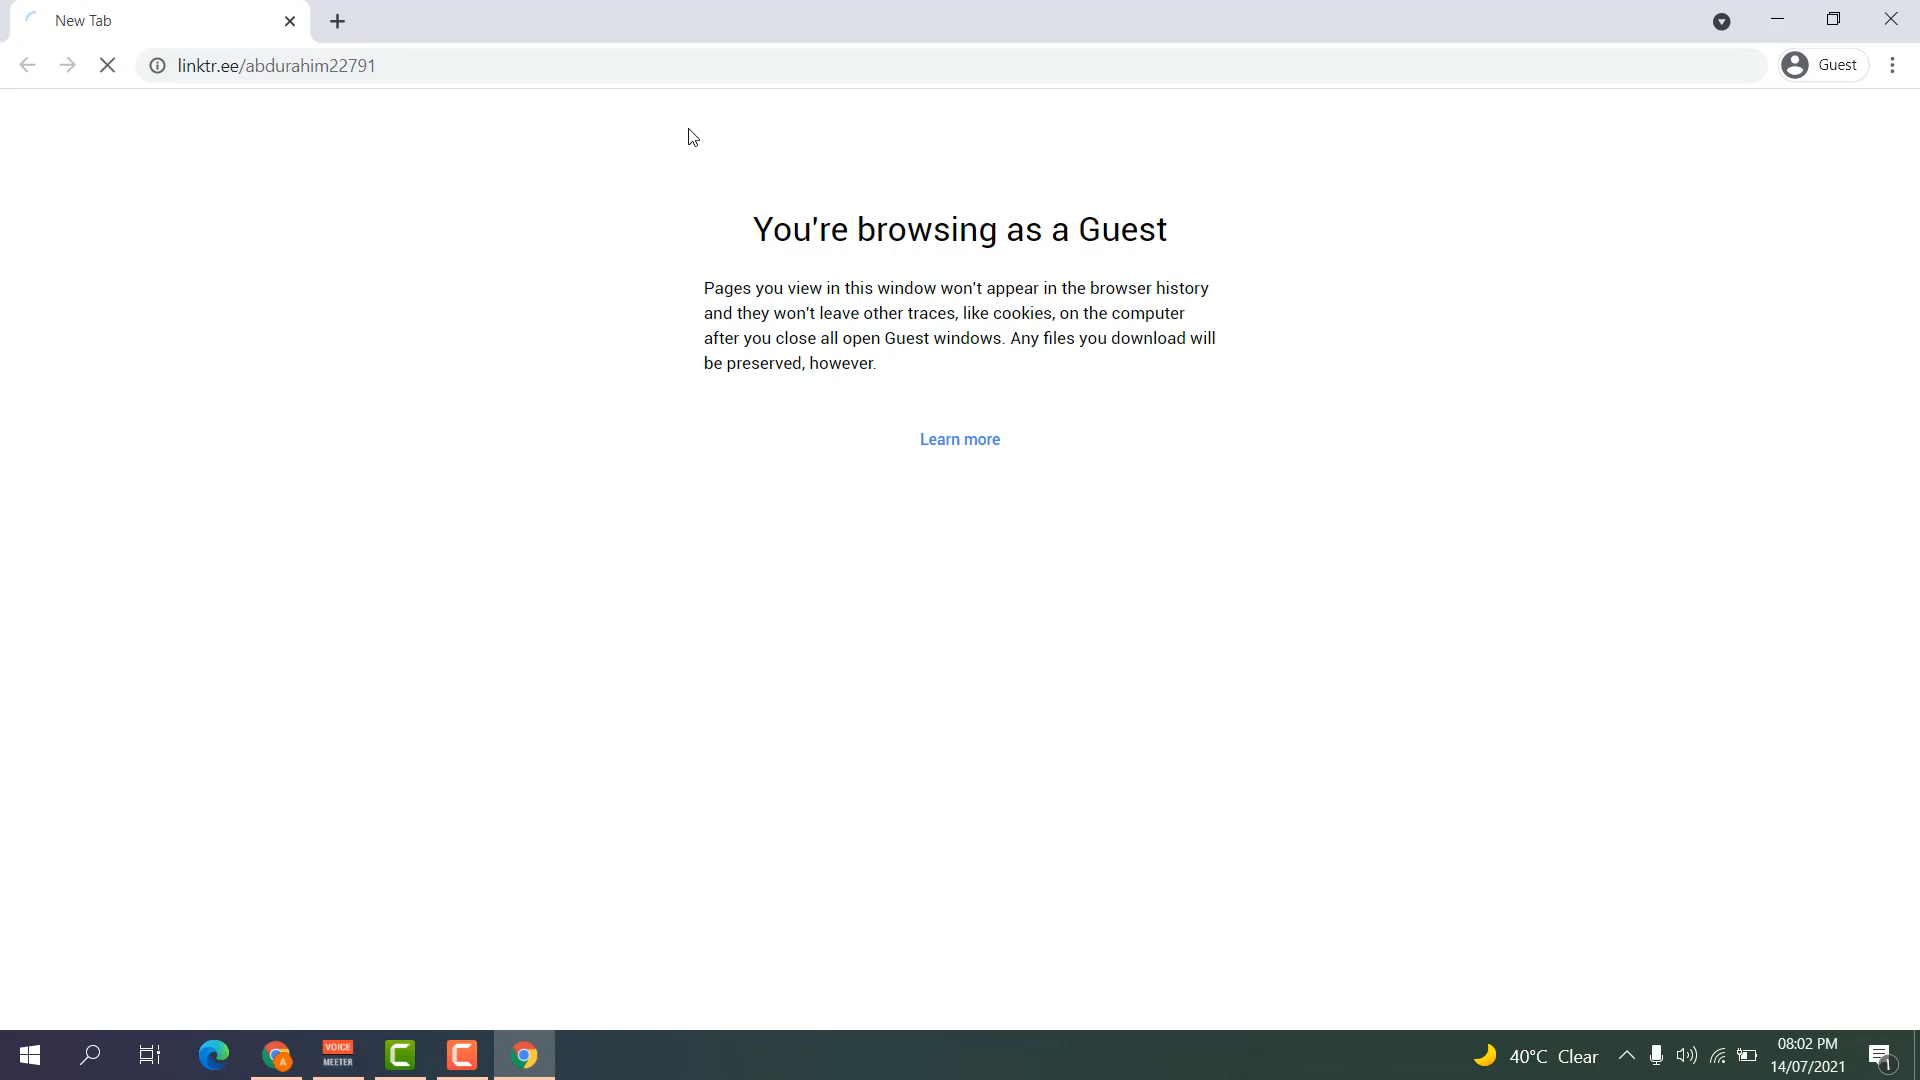 New Tab
linktr.ee/abdurahim22791
Guest
You're browsing as a Guest
Pages you view in this window won't appear in the browser history
and they won't leave other traces, like cookies, on the computer
after you close all open Guest windows. Any files you download will
be preserved, however.
Learn more
A
VOICE
MEETER
40°C Clear
08:02 PM
14/07/2021
1